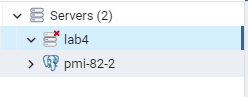 Servers (2)
lab4
pmi-82-2